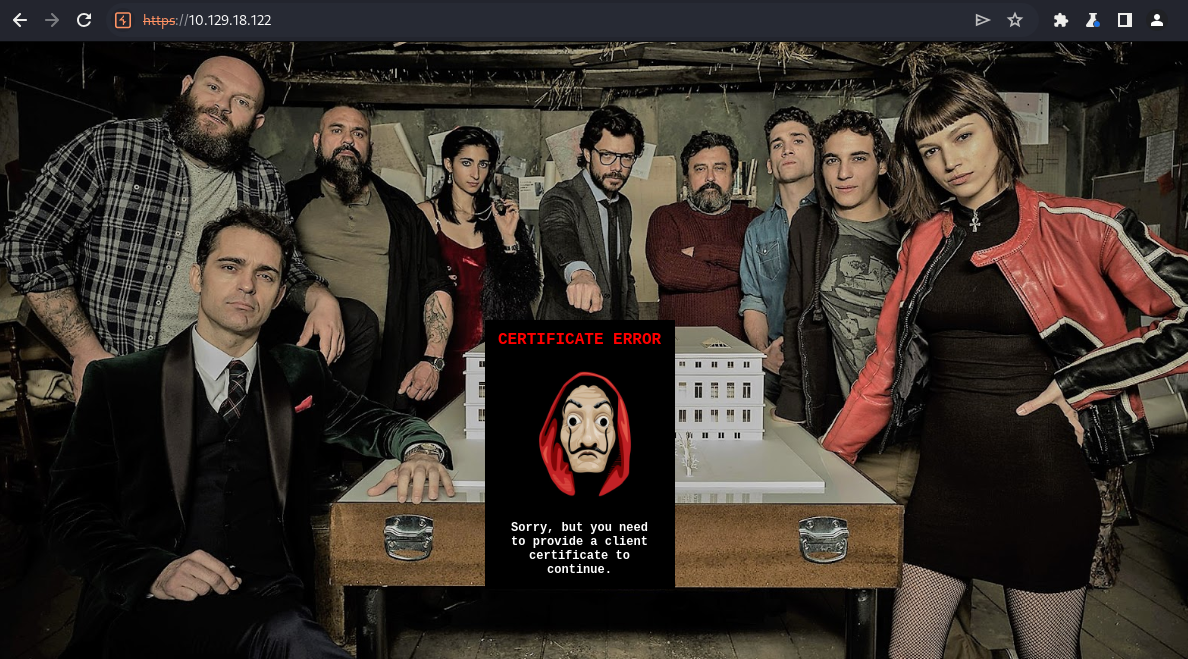 https://10.129.18.122
CERTIFICATE ERROR
Sorry, but you need
to provide a client
certificate to
continue.